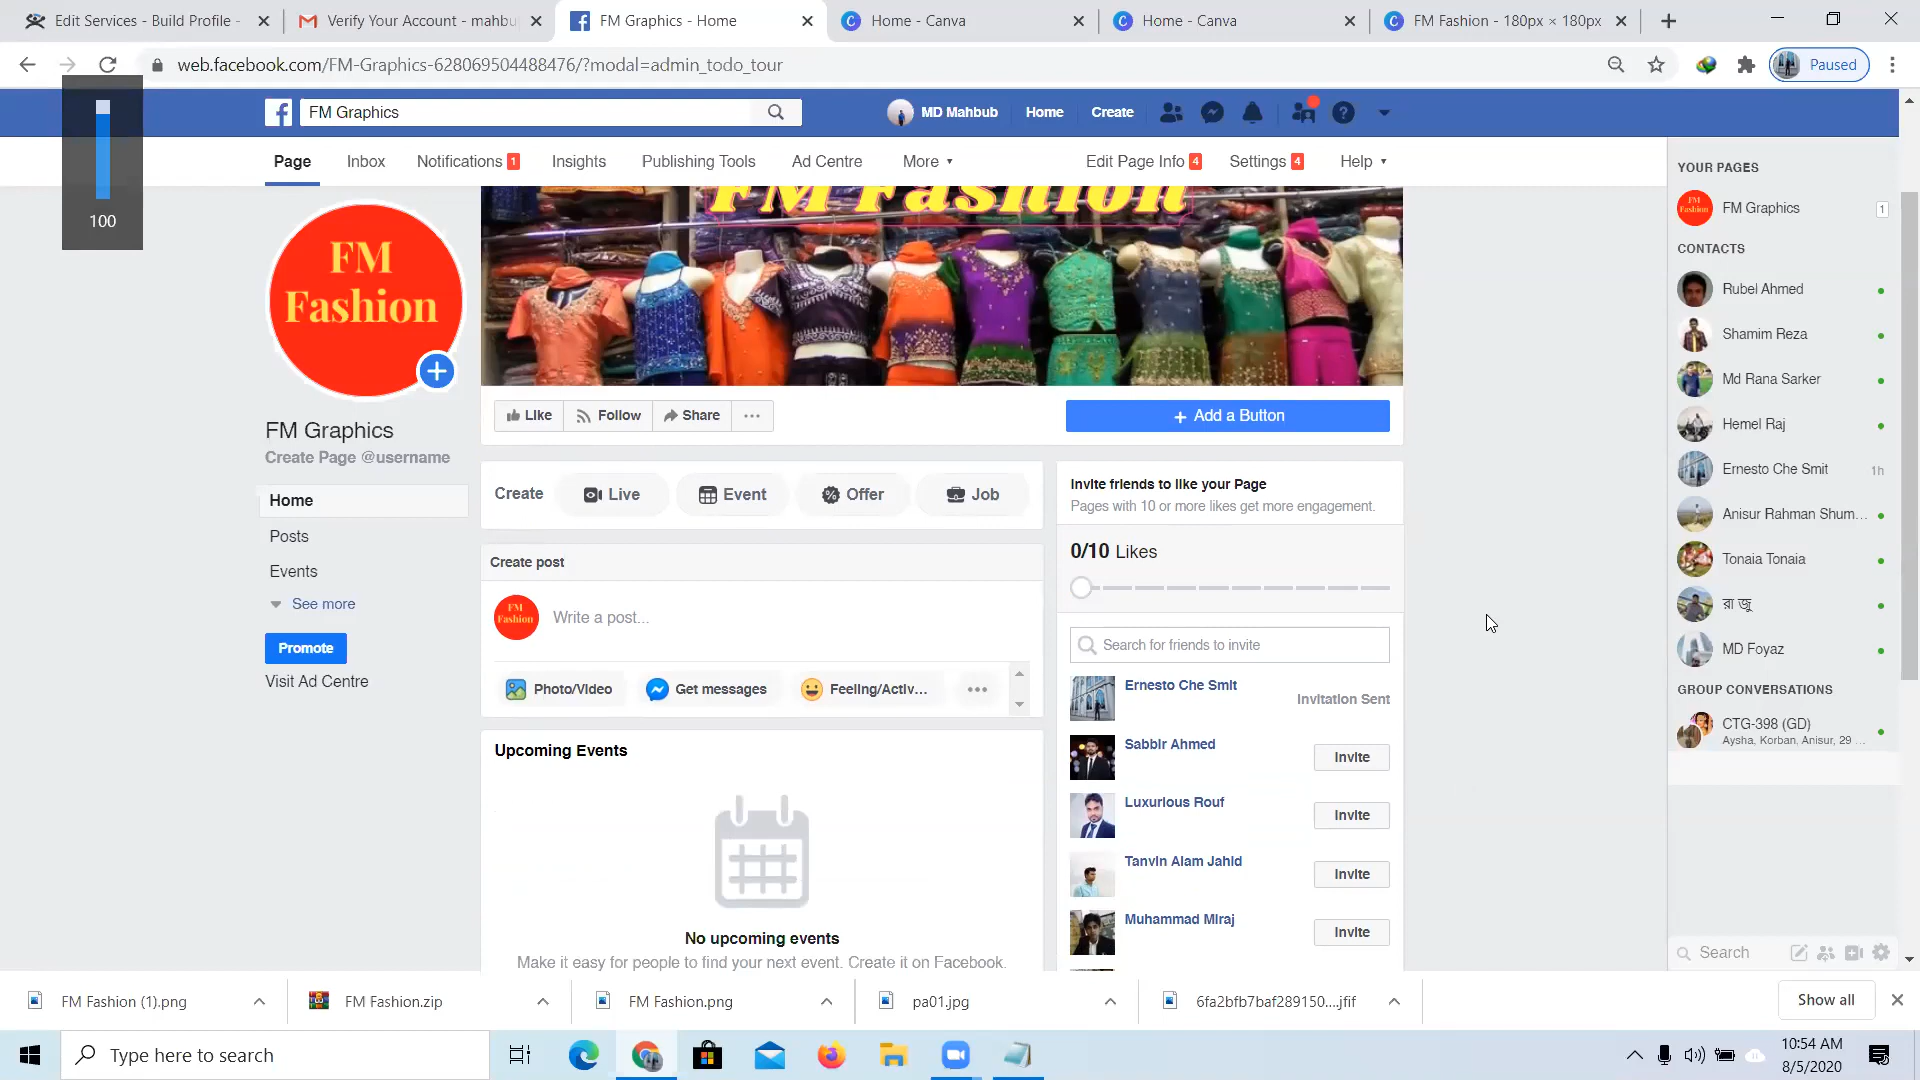 Edit Services - Build Profile -
Verify Your Account - mahbu
FM Graphics - Home
Home - Canva
Home - Canva
FM Fashion - 180px × 180px
web.facebook.com/FM-Graphics-628069504488476/?modal=admin_todo_tour
Paused
100
FM Graphics
MD Mahbub
Home
Create
Page
Inbox
Notifications 1
Insights
Publishing Tools
Ad Centre
More
Edit Page Info 4
Settings 4
Help
FM Fashion
FM
Fashion
FM Graphics
Create Page @username
Home
Posts
Events
See more
Promote
Visit Ad Centre
Like
Follow
Share
...
+ Add a Button
Create
Live
Event
Offer
Job
Create post
FM
Fashion
Write a post...
Photo/Video
Get messages
Feeling/Activ...
Upcoming Events
No upcoming events
Make it easy for people to find your next event. Create it on Facebook.
Invite friends to like your Page
Pages with 10 or more likes get more engagement.
0/10 Likes
Search for friends to invite
Ernesto Che Smit
Invitation Sent
Sabbir Ahmed
Invite
Luxurious Rouf
Invite
Tanvin Alam Jahid
Invite
Muhammad Miraj
Invite
YOUR PAGES
FM
Fashion
FM Graphics
1
CONTACTS
Rubel Ahmed
Shamim Reza
Md Rana Sarker
Hemel Raj
Ernesto Che Smit 1h
Anisur Rahman Shum...
Tonaia Tonaia
রা জু
MD Foyaz
GROUP CONVERSATIONS
CTG-398 (GD)
Aysha, Korban, Anisur, 29 ...
Search
FM Fashion (1).png
FM Fashion.zip
FM Fashion.png
pa01.jpg
6fa2bfb7baf289150....jfif
Show all
Type here to search
10:54 AM
8/5/2020